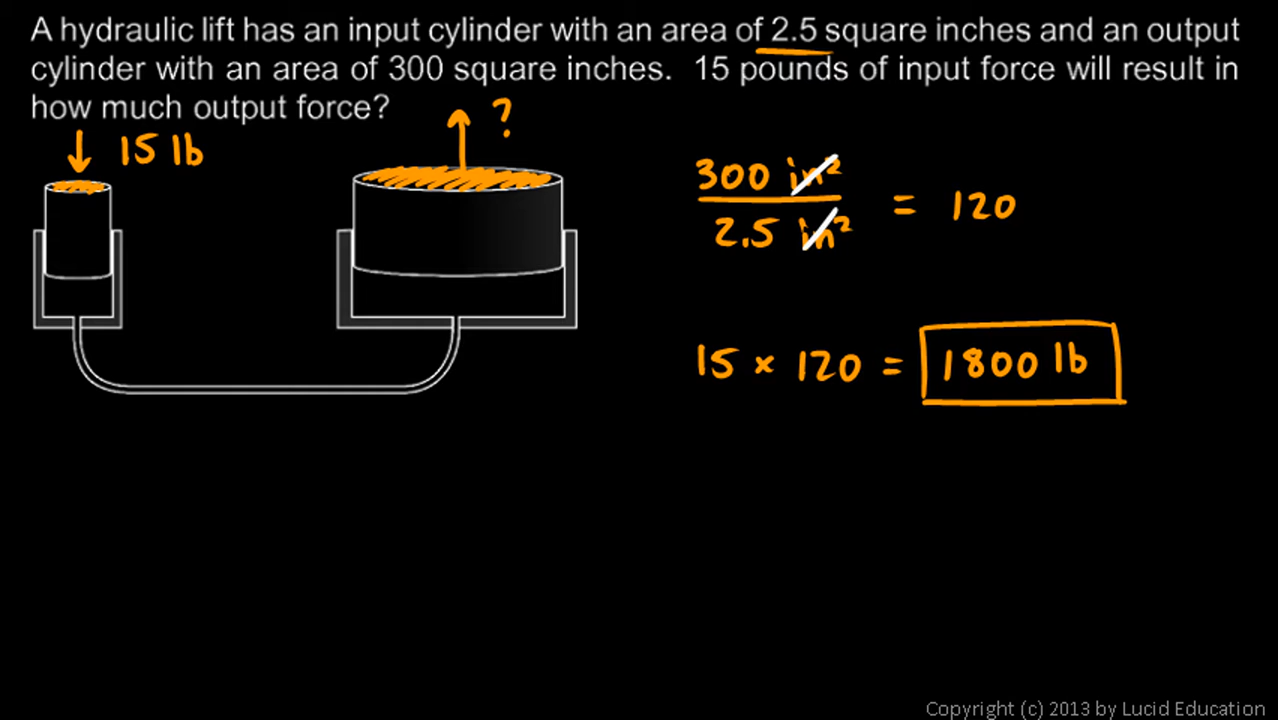 A hydraulic lift has an input cylinder with an area of 2.5 square inches and an output
cylinder with an area of 300 square inches. 15 pounds of input force will result in
how much output force?
?
15 lb
300 in²
2.5 in²
= 120
15 × 120 = 1800 lb
Copyright (c) 2013 by Lucid Education